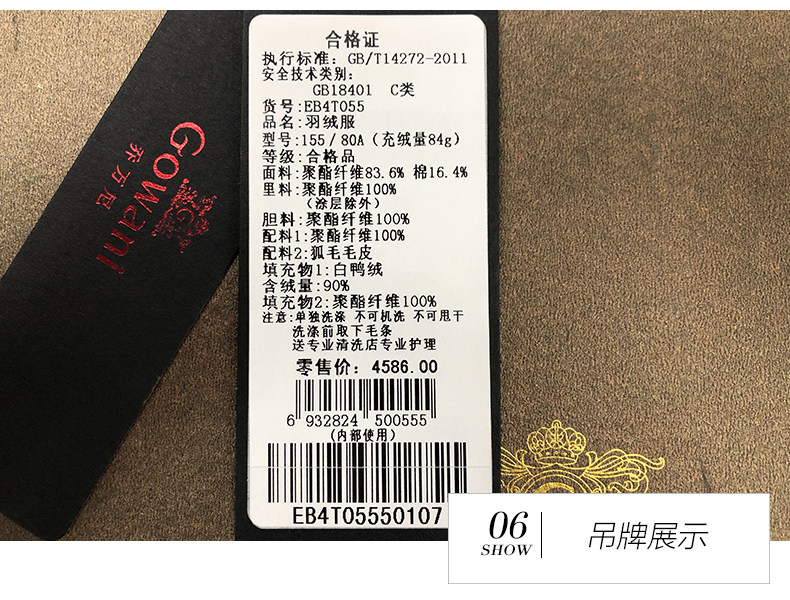 Gowani
乔万尼
合格证
执行标准：GB/T14272-2011
安全技术类别：
GB18401 C类
货号:EB4T055
品名:羽绒服
型号:155/80A（充绒量84g）
等级:合格品
面料:聚酯纤维83.6% 棉16.4%
里料:聚酯纤维100%
（涂层除外）
胆料:聚酯纤维100%
配料1:聚酯纤维100%
配料2:狐毛毛皮
填充物1:白鸭绒
含绒量:90%
填充物2:聚酯纤维100%
注意:单独洗涤 不可机洗 不可甩干
洗涤前取下毛条
送专业清洗店专业护理
零售价：4586.00
6 932824 500555
(内部使用)
EB4T05550107
06
SHOW
吊牌展示